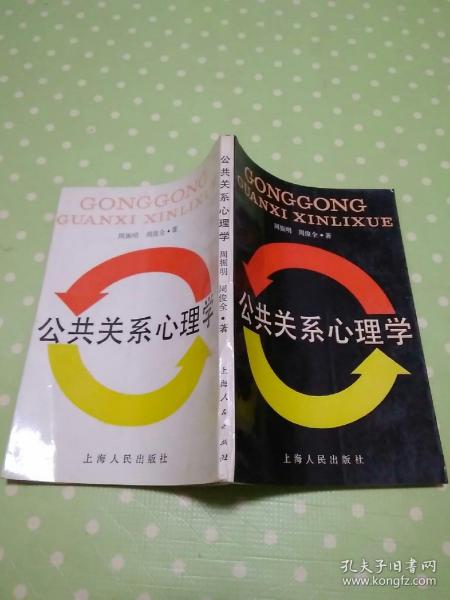 GONGGONG
GUANXI XINLIXUE
周振明 周俊全·著
公共关系心理学
上海人民出版社
公共关系心理学 周振明 周俊全·著 上海人民出版社
GONGGONG
GUANXI XINLIXUE
周振明 周俊全·著
公共关系心理学
上海人民出版社
孔夫子旧书网
www.kongfz.com